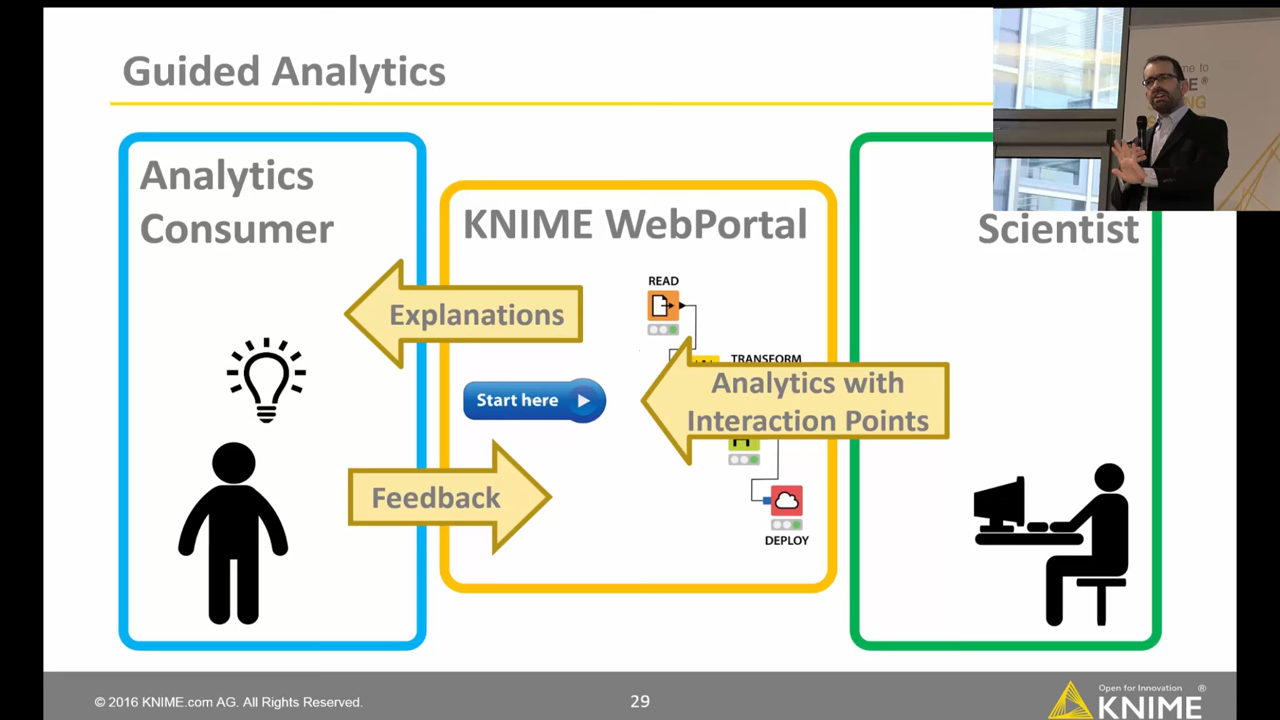 Guided Analytics
Analytics
Consumer
KNIME WebPortal
Scientist
READ
Explanations
TRANSFORM
Analytics with
Interaction Points
Start here
Feedback
DEPLOY
© 2016 KNIME.com AG. All Rights Reserved.
29
Open for Innovation ®
KNIME